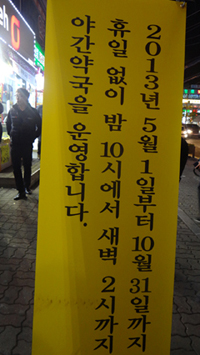 2013년 5월 1일부터 10월 31일까지
휴일 없이 밤 10시에서 새벽 2시까지
야간약국을 운영합니다.